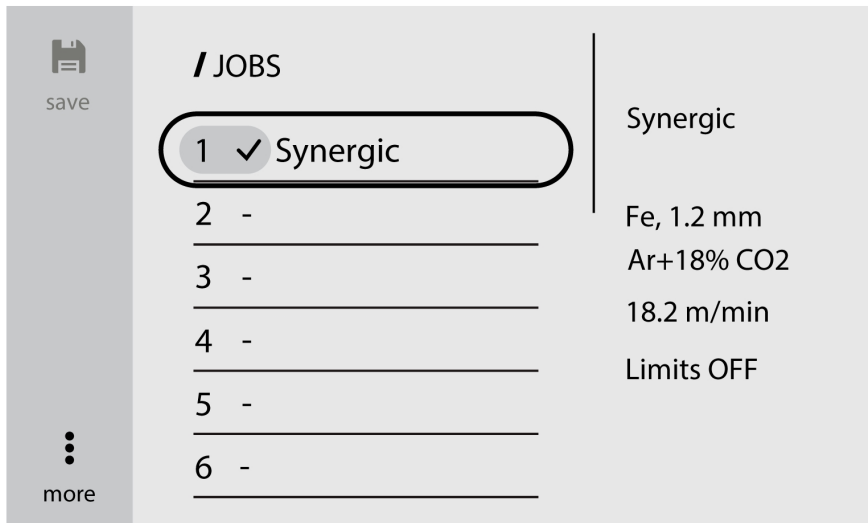 save
more
/ JOBS
1 ✓ Synergic
2 -
3 -
4 -
5 -
6 -
Synergic
Fe, 1.2 mm
Ar+18% CO2
18.2 m/min
Limits OFF